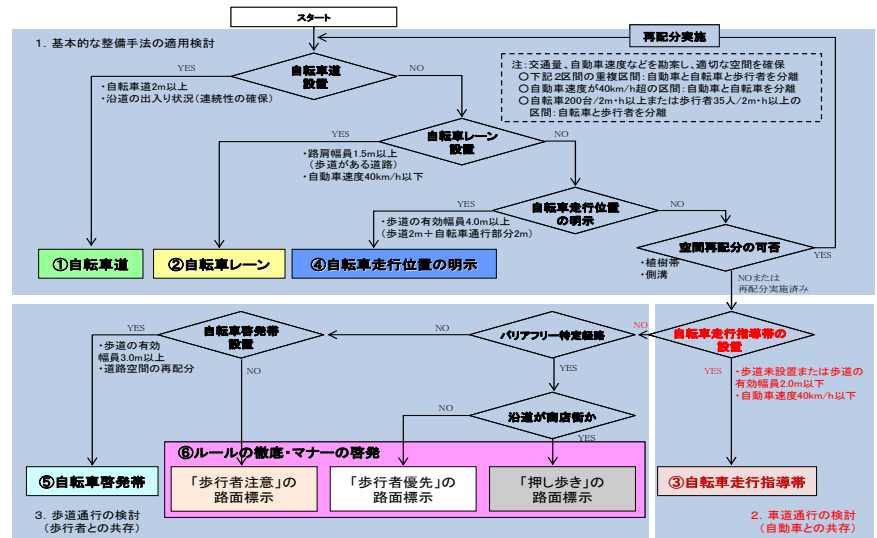 スタート
1. 基本的な整備手法の適用検討
再配分実施
注:交通量、自動車速度などを勘案し、適切な空間を確保
○下記2区間の重複区間:自動車と自転車と歩行者を分離
○自動車速度が40km/h超の区間:自動車と自転車を分離
○自転車200台/2m・h以上または歩行者35人/2m・h以上の
区間:自転車と歩行者を分離
YES
自転車道
設置
NO
・自転車道2m以上
・沿道の出入り状況(連続性の確保)
YES
自転車レーン
設置
NO
・路肩幅員1.5m以上
(歩道がある道路)
・自動車速度40km/h以下
YES
自転車走行位置
の明示
NO
・歩道の有効幅員4.0m以上
(歩道2m+自転車通行部分2m)
空間再配分の可否
YES
・植樹帯
・側溝
NOまたは
再配分実施済み
①自転車道
②自転車レーン
④自転車走行位置の明示
YES
自転車啓発帯
設置
NO
バリアフリー特定経路
NO
自転車走行指導帯の
設置
・歩道の有効
幅員3.0m以上
・道路空間の再配分
NO
YES
YES
・歩道未設置または歩道の
有効幅員2.0m以下
・自動車速度40km/h以下
NO
沿道が商店街か
YES
⑥ルールの徹底・マナーの啓発
⑤自転車啓発帯
「歩行者注意」の
路面標示
「歩行者優先」の
路面標示
「押し歩き」の
路面標示
③自転車走行指導帯
3. 歩道通行の検討
(歩行者との共存)
2. 車道通行の検討
(自動車との共存)